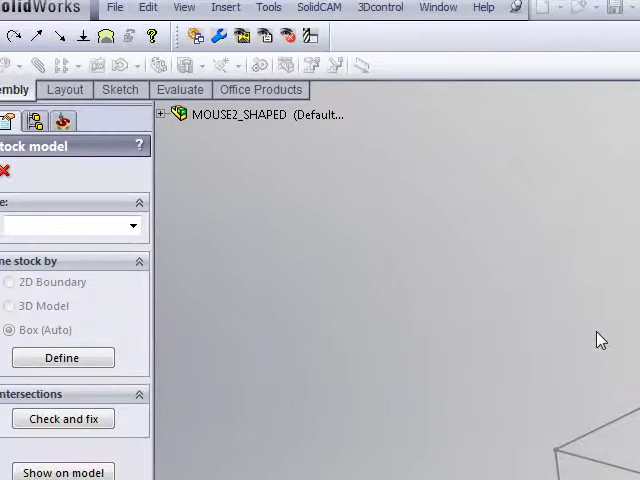 SolidWorks File Edit View Insert Tools SolidCAM 3Dcontrol Window Help
?
embly Layout Sketch Evaluate Office Products
MOUSE2_SHAPED (Default...
tock model ?
e:
ne stock by
2D Boundary
3D Model
Box (Auto)
Define
ntersections
Check and fix
Show on model